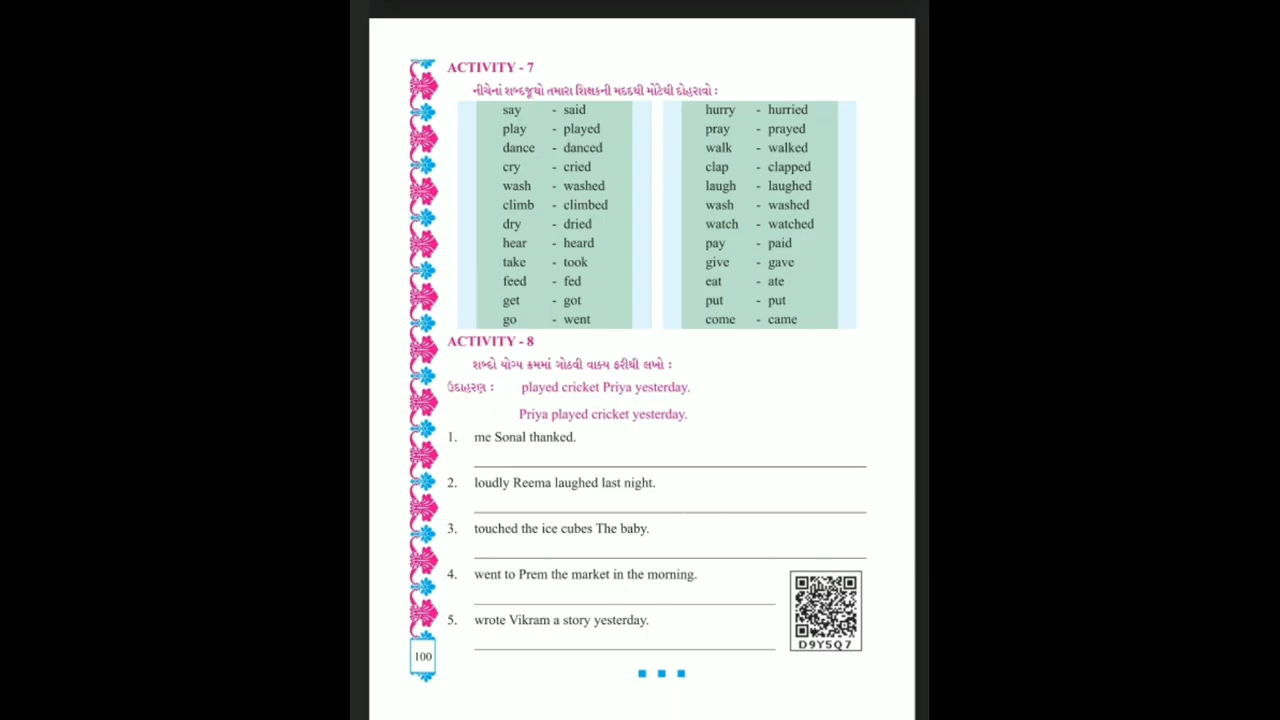 ACTIVITY - 7
નીચેનાં શબ્દજૂથો તમારા શિક્ષકની મદદથી મોટેથી દોહરાવો :
say - said hurry - hurried
play - played pray - prayed
dance - danced walk - walked
cry - cried clap - clapped
wash - washed laugh - laughed
climb - climbed wash - washed
dry - dried watch - watched
hear - heard pay - paid
take - took give - gave
feed - fed eat - ate
get - got put - put
go - went come - came
ACTIVITY - 8
શબ્દો યોગ્ય ક્રમમાં ગોઠવી વાક્ય ફરીથી લખો :
ઉદાહરણ : played cricket Priya yesterday.
Priya played cricket yesterday.
1. me Sonal thanked.
2. loudly Reema laughed last night.
3. touched the ice cubes The baby.
4. went to Prem the market in the morning.
5. wrote Vikram a story yesterday.
D9Y5Q7
100